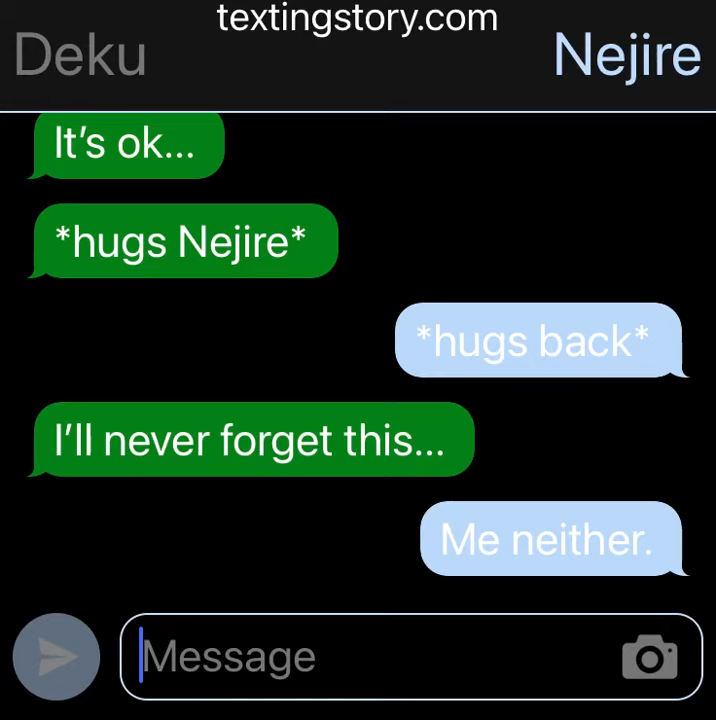 textingstory.com
Deku
Nejire
It’s ok...
*hugs Nejire*
*hugs back*
I’ll never forget this...
Me neither.
Message